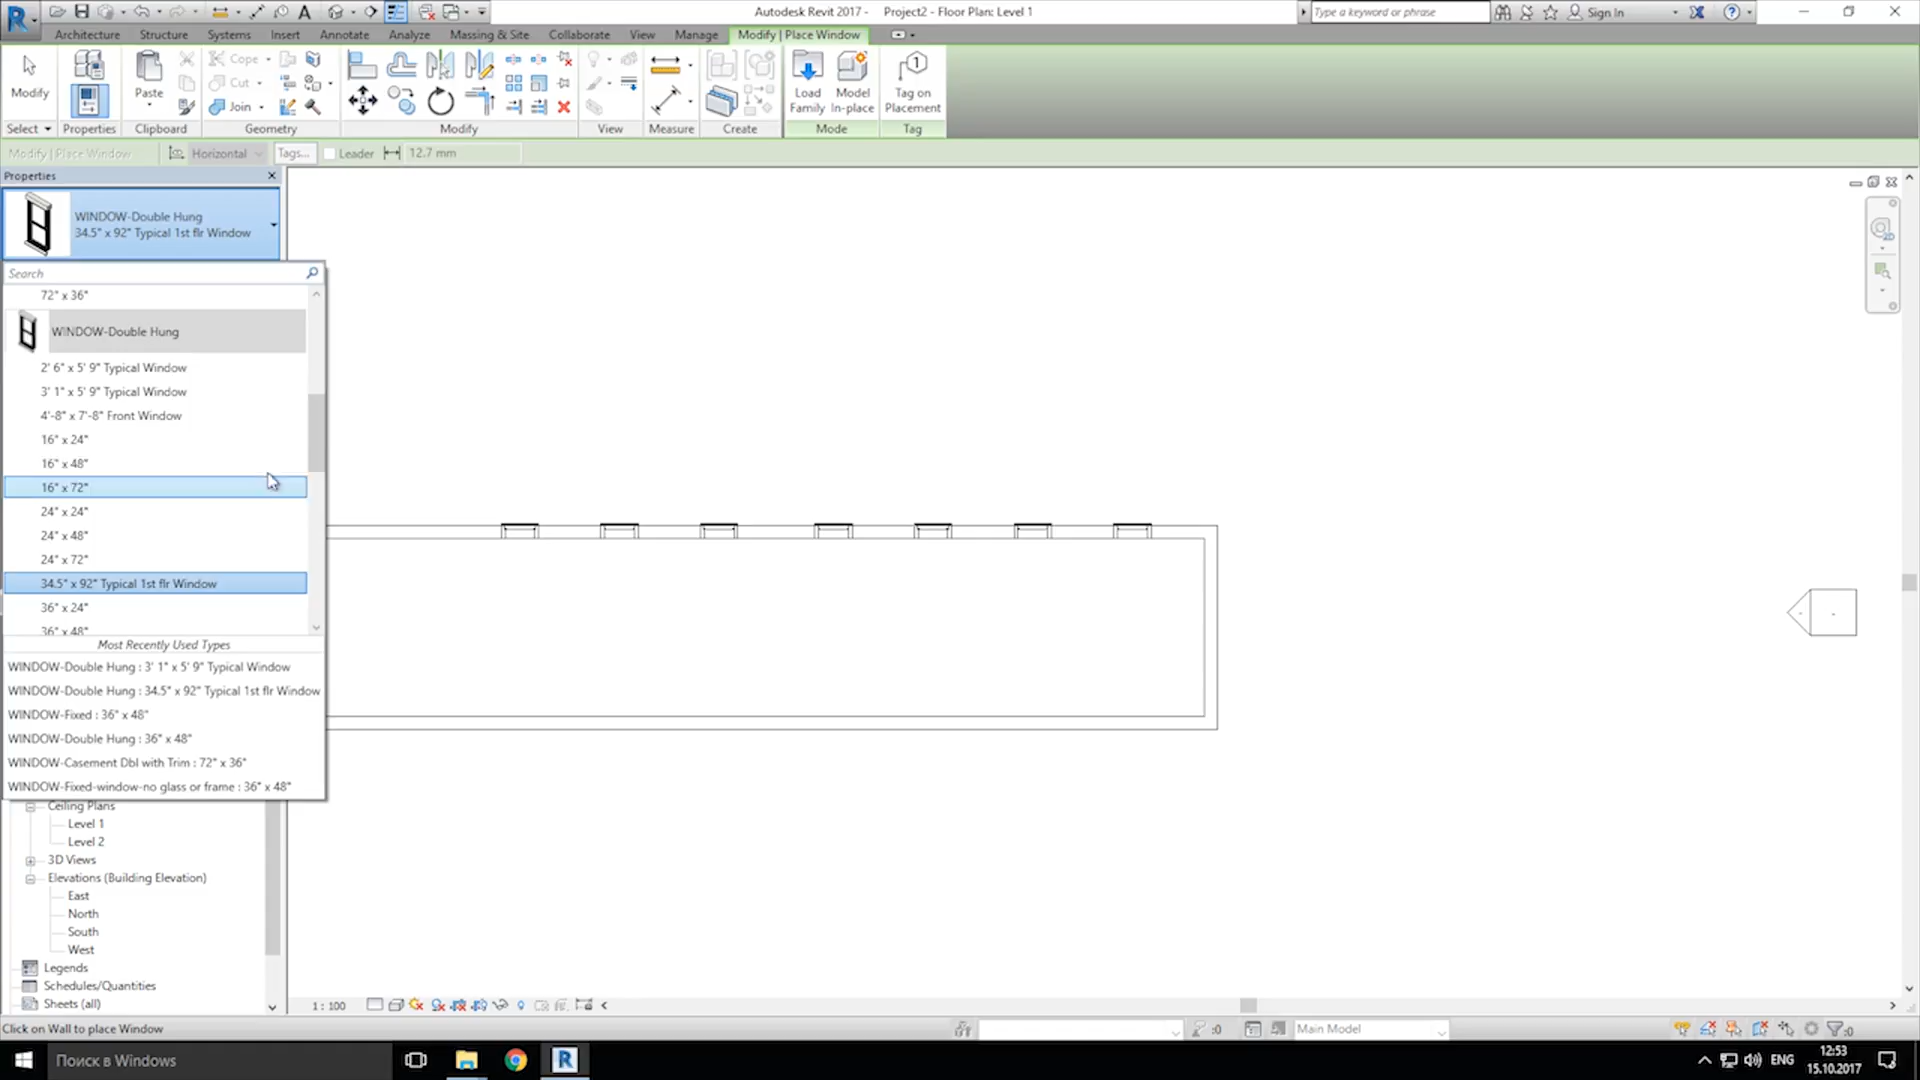 Autodesk Revit 2017 - Project2 - Floor Plan: Level 1
Type a keyword or phrase
Sign In
Architecture Structure Systems Insert Annotate Analyze Massing & Site Collaborate View Manage Modify | Place Window
Modify
Paste
Cope
Cut
Join
Load Family
Model In-place
Tag on Placement
Select Properties Clipboard Geometry Modify View Measure Create Mode Tag
Modify | Place Window Horizontal Tags... Leader 12.7 mm
Properties
WINDOW-Double Hung
34.5" x 92" Typical 1st flr Window
Search
72" x 36"
WINDOW-Double Hung
2' 6" x 5' 9" Typical Window
3' 1" x 5' 9" Typical Window
4'-8" x 7'-8" Front Window
16" x 24"
16" x 48"
16" x 72"
24" x 24"
24" x 48"
24" x 72"
34.5" x 92" Typical 1st flr Window
36" x 24"
36" x 48"
Most Recently Used Types
WINDOW-Double Hung : 3' 1" x 5' 9" Typical Window
WINDOW-Double Hung : 34.5" x 92" Typical 1st flr Window
WINDOW-Fixed : 36" x 48"
WINDOW-Double Hung : 36" x 48"
WINDOW-Casement Dbl with Trim : 72" x 36"
WINDOW-Fixed-window-no glass or frame : 36" x 48"
Ceiling Plans
Level 1
Level 2
3D Views
Elevations (Building Elevation)
East
North
South
West
Legends
Schedules/Quantities
Sheets (all)
1 : 100
Click on Wall to place Window
:0
Main Model
:0
Поиск в Windows
ENG
12:53
15.10.2017